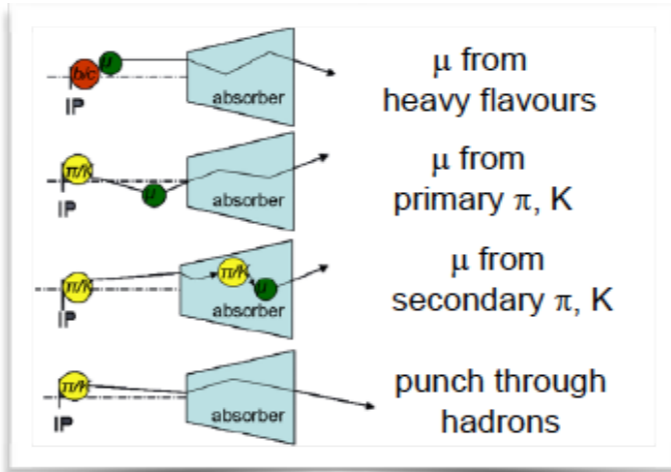 b/c μ
absorber
IP
μ from
heavy flavours
π/K
μ
absorber
IP
μ from
primary π, K
π/K
π/K
μ
absorber
IP
μ from
secondary π, K
π/K
absorber
IP
punch through
hadrons